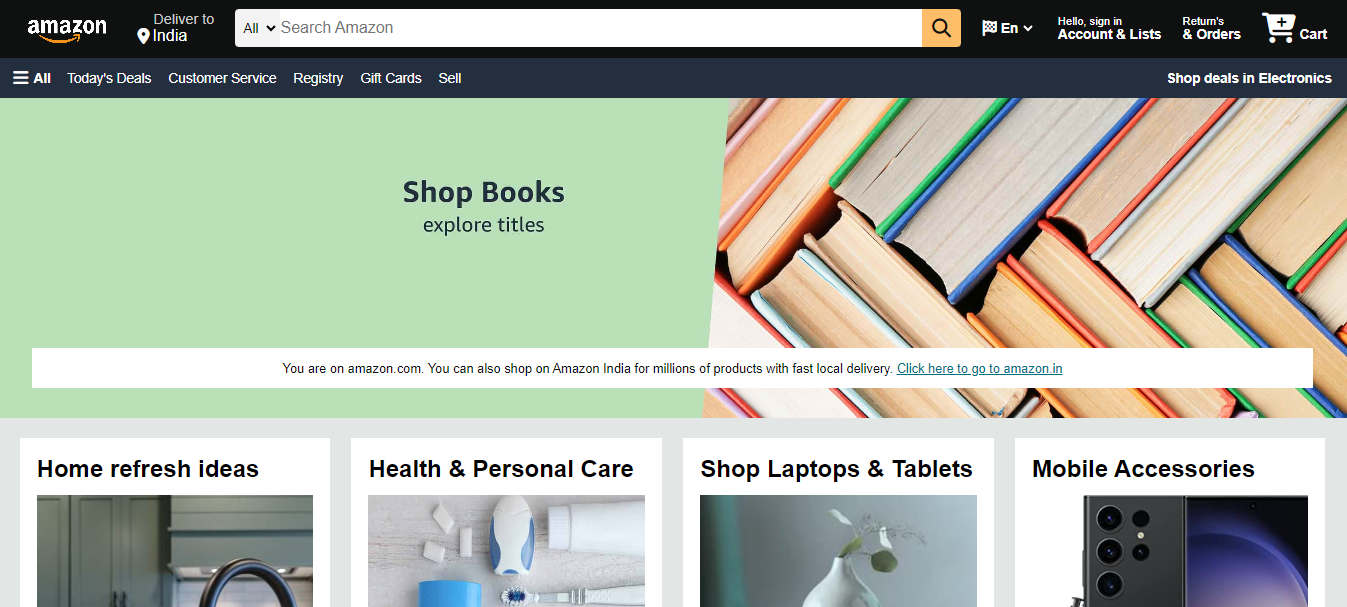 amazon
Deliver to
India
All
Search Amazon
En
Hello, sign in
Account & Lists
Return's
& Orders
Cart
All
Today's Deals
Customer Service
Registry
Gift Cards
Sell
Shop deals in Electronics
Shop Books
explore titles
You are on amazon.com. You can also shop on Amazon India for millions of products with fast local delivery. Click here to go to amazon.in
Home refresh ideas
Health & Personal Care
Shop Laptops & Tablets
Mobile Accessories